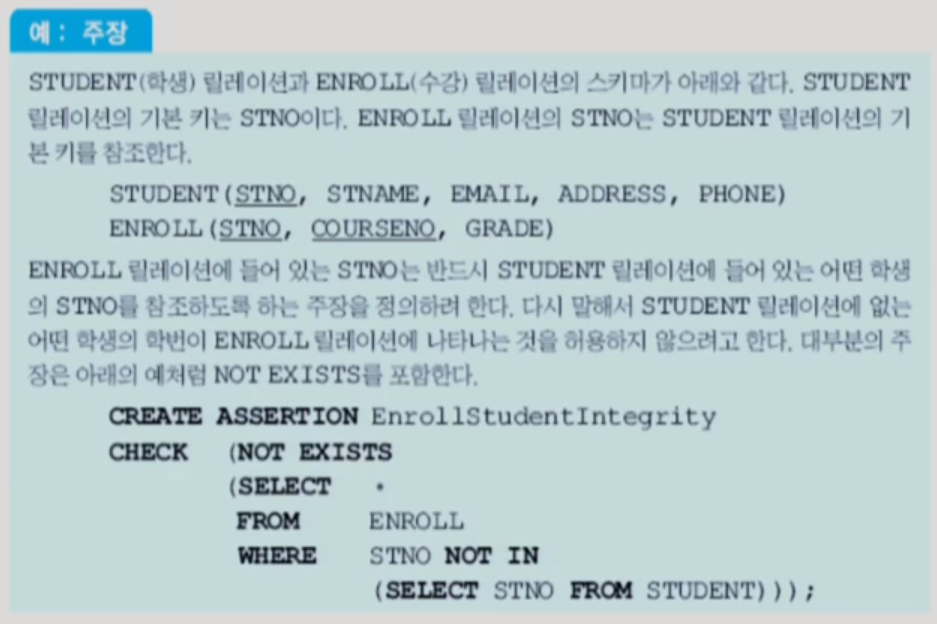 예 : 주장
STUDENT(학생) 릴레이션과 ENROLL(수강) 릴레이션의 스키마가 아래와 같다. STUDENT
릴레이션의 기본 키는 STNO이다. ENROLL 릴레이션의 STNO는 STUDENT 릴레이션의 기
본 키를 참조한다.
STUDENT(STNO, STNAME, EMAIL, ADDRESS, PHONE)
ENROLL(STNO, COURSENO, GRADE)
ENROLL 릴레이션에 들어 있는 STNO는 반드시 STUDENT 릴레이션에 들어 있는 어떤 학생
의 STNO를 참조하도록 하는 주장을 정의하려 한다. 다시 말해서 STUDENT 릴레이션에 없는
어떤 학생의 학번이 ENROLL 릴레이션에 나타나는 것을 허용하지 않으려고 한다. 대부분의 주
장은 아래의 예처럼 NOT EXISTS를 포함한다.
CREATE ASSERTION EnrollStudentIntegrity
CHECK (NOT EXISTS
(SELECT *
FROM ENROLL
WHERE STNO NOT IN
(SELECT STNO FROM STUDENT)));